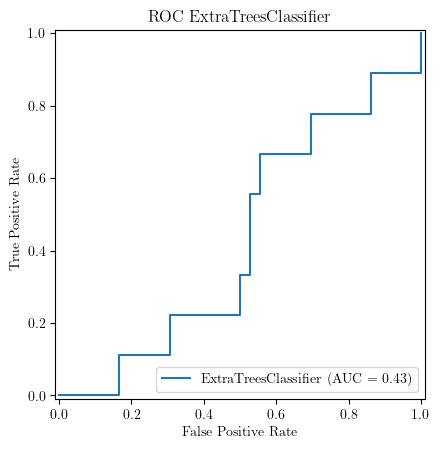 ROC ExtraTreesClassifier
True Positive Rate
1.0
0.8
0.6
0.4
0.2
0.0
ExtraTreesClassifier (AUC = 0.43)
0.0 0.2 0.4 0.6 0.8 1.0
False Positive Rate